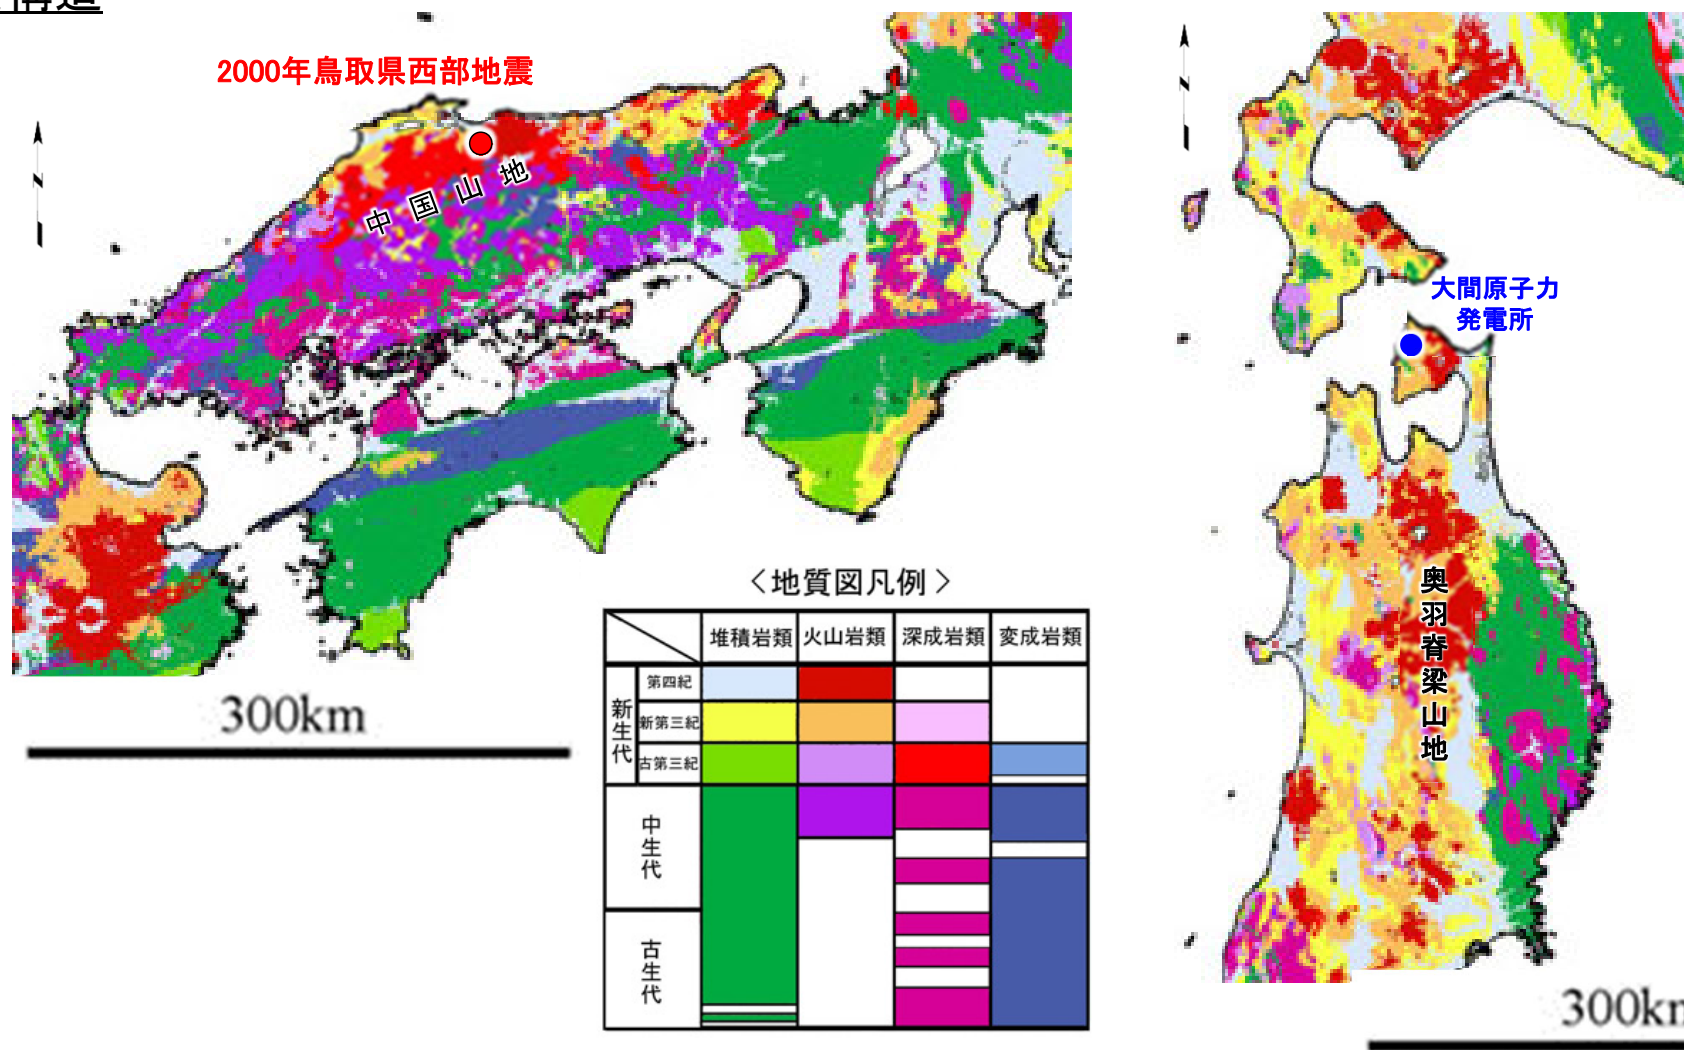 構造
2000年鳥取県西部地震
中国山地
大間原子力
発電所
奥羽脊梁山地
<地質図凡例>
堆積岩類 火山岩類 深成岩類 変成岩類
新生代
第四紀
新第三紀
古第三紀
中生代
古生代
300km
300km